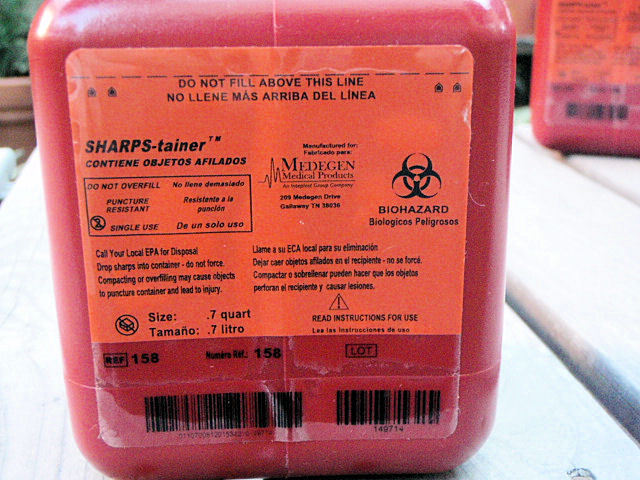 DO NOT FILL ABOVE THIS LINE
NO LLENE MÁS ARRIBA DEL LÍNEA
SHARPS-tainer™
CONTIENE OBJETOS AFILADOS
DO NOT OVERFILL No llene demasiado
PUNCTURE RESISTANT Resistente a la punción
SINGLE USE De un solo uso
Manufactured for:
Fabricado para:
MEDEGEN
Medical Products
An Inteplast Group Company
209 Medegen Drive
Gallaway TN 38036
BIOHAZARD
Biologicos Peligrosos
Call Your Local EPA for Disposal
Drop sharps into container - do not force.
Compacting or overfilling may cause objects
to puncture container and lead to injury.
Llame a su ECA local para su eliminación
Dejar caer objetos afilados en el recipiente - no se forcé.
Compactar o sobrellenar pueden hacer que los objetos
perforan el recipiente y causar lesiones.
Size: .7 quart
Tamaño: .7 litro
READ INSTRUCTIONS FOR USE
Lea las instrucciones de uso
REF 158 Número Réf.: 158 LOT
149714